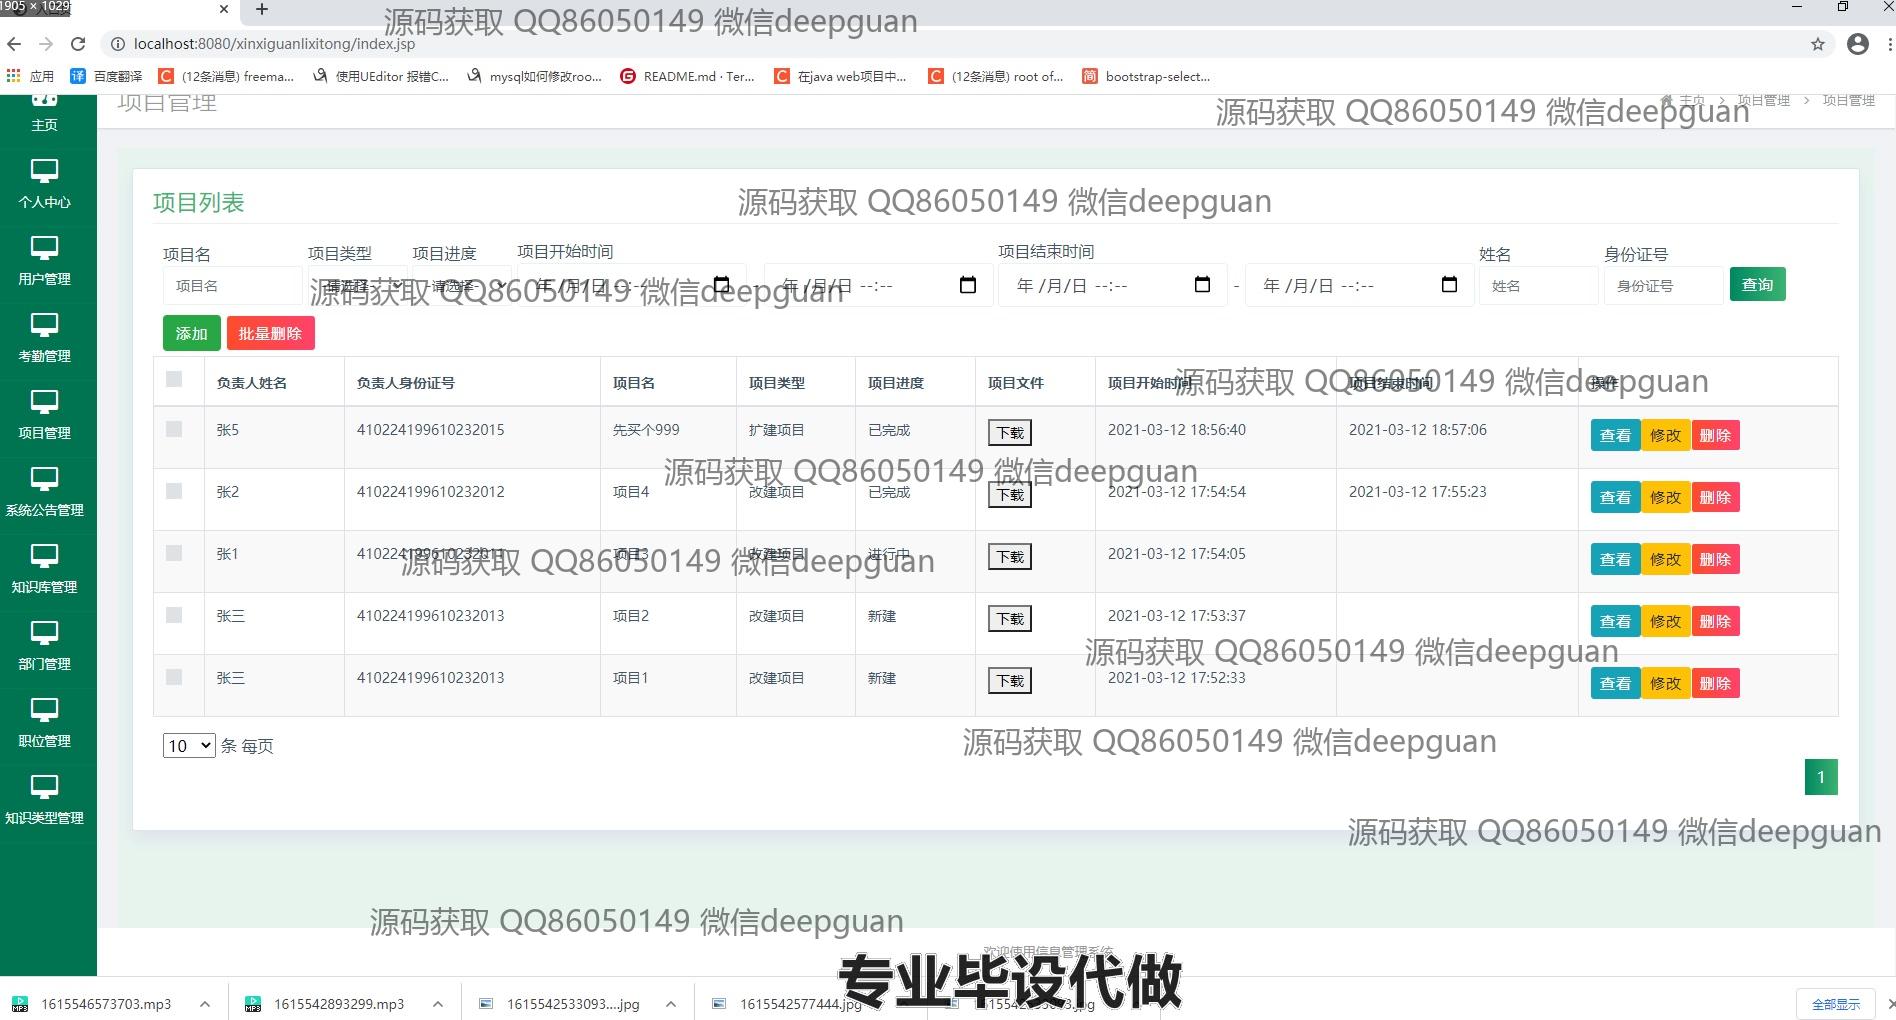 1905 × 1029
源码获取 QQ86050149 微信deepguan
localhost:8080/xinxiguanlixitong/index.jsp
应用 百度翻译 (12条消息) freema... 使用UEditor 报错C... mysql如何修改roo... README.md · Ter... 在java web项目中... (12条消息) root of... bootstrap-select...
项目管理
主页 > 项目管理 > 项目管理
源码获取 QQ86050149 微信deepguan
主页
个人中心
用户管理
考勤管理
项目管理
系统公告管理
知识库管理
部门管理
职位管理
知识类型管理
项目列表
源码获取 QQ86050149 微信deepguan
项目名 项目类型 项目进度 项目开始时间 项目结束时间 姓名 身份证号
项目名 -请选择- -请选择- 年 /月/日 --:-- - 年 /月/日 --:-- 年 /月/日 --:-- - 年 /月/日 --:-- 姓名 身份证号 查询
源码获取 QQ86050149 微信deepguan
添加 批量删除
负责人姓名 负责人身份证号 项目名 项目类型 项目进度 项目文件 项目开始时间 项目结束时间 操作
源码获取 QQ86050149 微信deepguan
张5 410224199610232015 先买个999 扩建项目 已完成 下载 2021-03-12 18:56:40 2021-03-12 18:57:06 查看 修改 删除
源码获取 QQ86050149 微信deepguan
张2 410224199610232012 项目4 改建项目 已完成 下载 2021-03-12 17:54:54 2021-03-12 17:55:23 查看 修改 删除
张1 410224199610232011 项目3 改建项目 进行中 下载 2021-03-12 17:54:05 查看 修改 删除
源码获取 QQ86050149 微信deepguan
张三 410224199610232013 项目2 改建项目 新建 下载 2021-03-12 17:53:37 查看 修改 删除
源码获取 QQ86050149 微信deepguan
张三 410224199610232013 项目1 改建项目 新建 下载 2021-03-12 17:52:33 查看 修改 删除
10 条 每页
源码获取 QQ86050149 微信deepguan
1
源码获取 QQ86050149 微信deepguan
源码获取 QQ86050149 微信deepguan
欢迎使用信息管理系统
专业毕设代做
1615546573703.mp3 1615542893299.mp3 1615542533093....jpg 1615542577444.jpg 全部显示